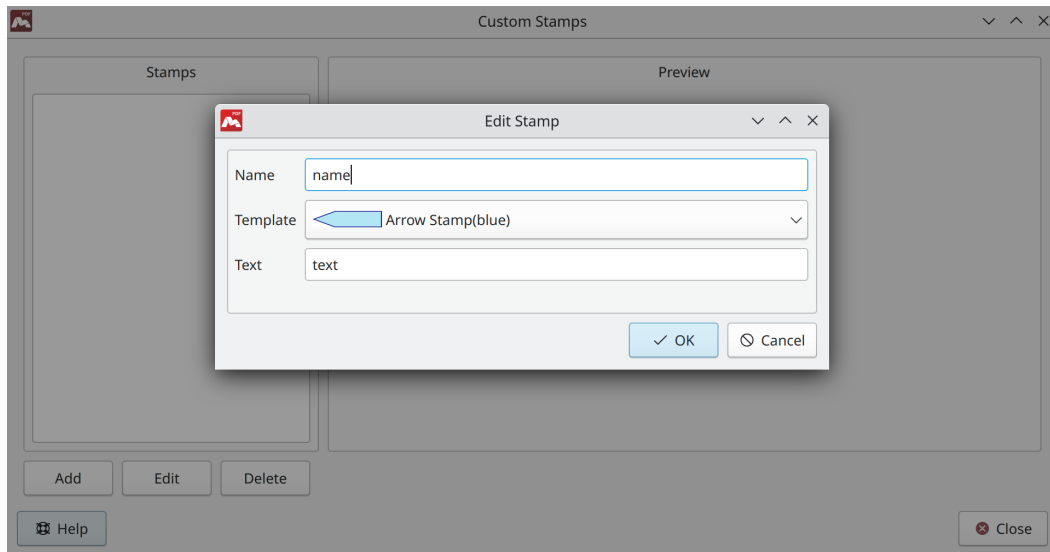 Custom Stamps
Stamps
Preview
PDF
Edit Stamp
Name
name
Template
Arrow Stamp(blue)
Text
text
OK
Cancel
Add
Edit
Delete
Help
Close